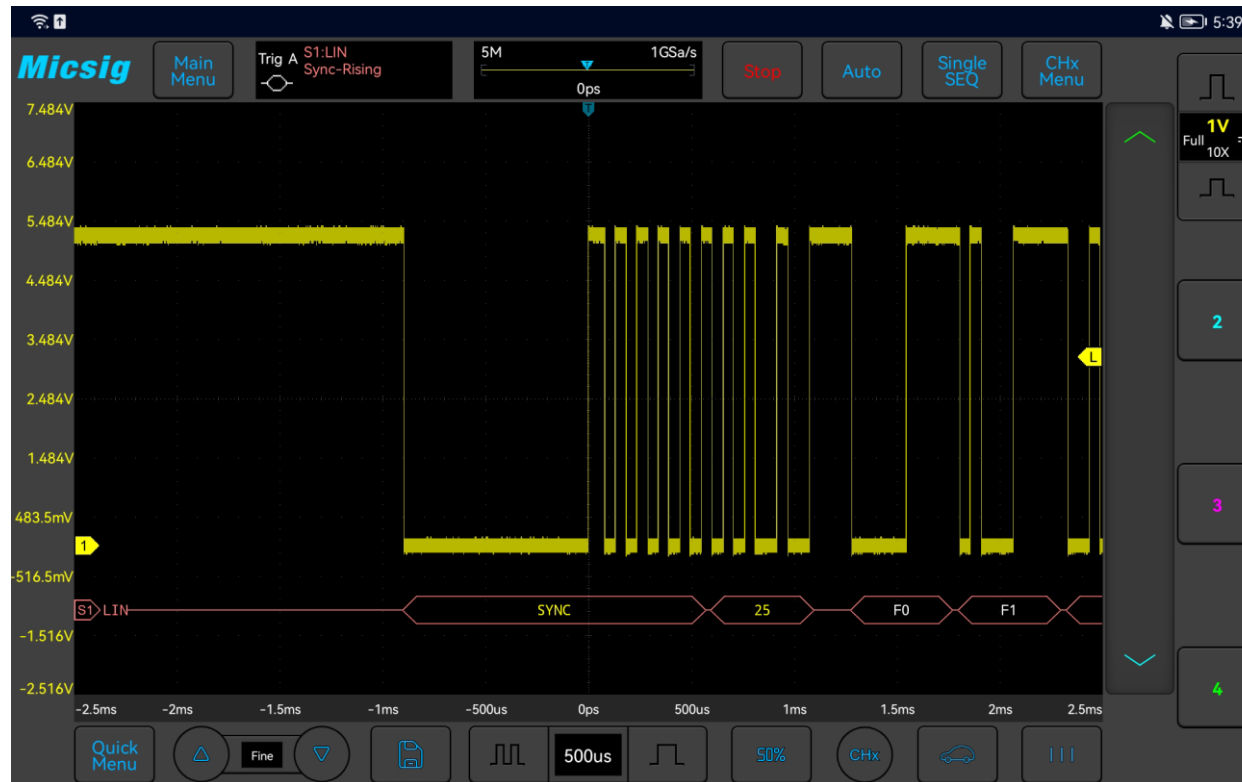 5:39
Micsig
Main
Menu
Trig A S1:LIN
Sync-Rising
5M 1GSa/s
0ps
Stop
Auto
Single
SEQ
CHx
Menu
T
7.484V
6.484V
5.484V
4.484V
3.484V
2.484V
1.484V
483.5mV
-516.5mV
-1.516V
-2.516V
1
L
S1 LIN SYNC 25 F0 F1
-2.5ms -2ms -1.5ms -1ms -500us 0ps 500us 1ms 1.5ms 2ms 2.5ms
1V
Full
10X
2
3
4
Quick
Menu
Fine
500us
50%
CHx